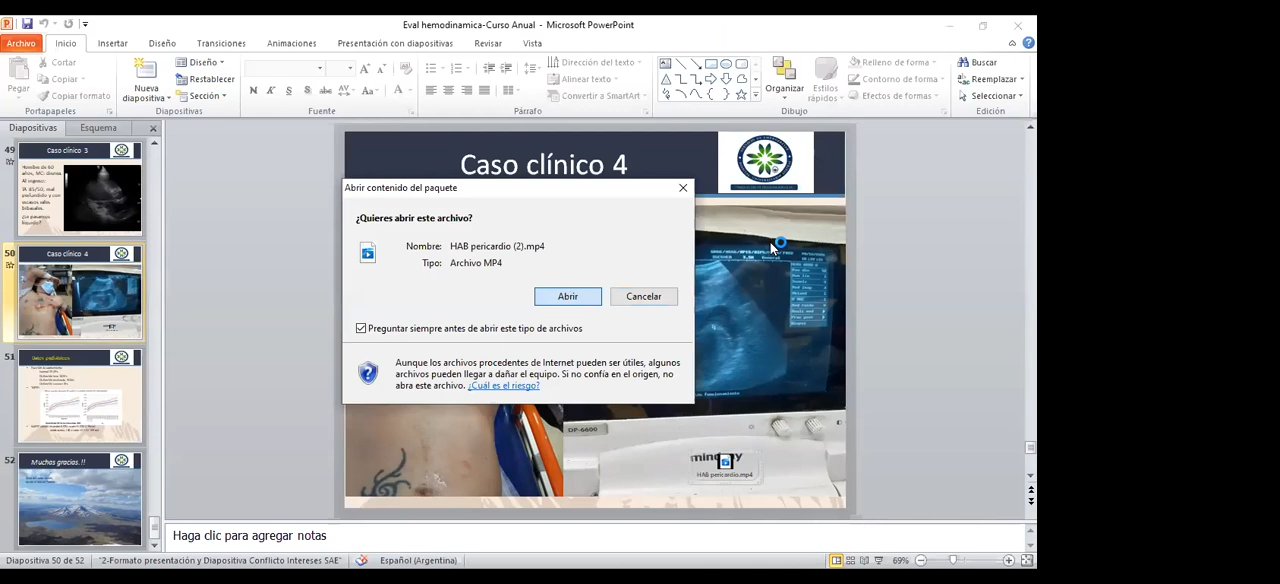 Eval hemodinamica-Curso Anual - Microsoft PowerPoint
Archivo Inicio Insertar Diseño Transiciones Animaciones Presentación con diapositivas Revisar Vista
Pegar
Cortar
Copiar
Copiar formato
Portapapeles
Nueva diapositiva
Diseño
Restablecer
Sección
Diapositivas
N K S S abc AV Aa A
Fuente
Dirección del texto
Alinear texto
Convertir a SmartArt
Párrafo
Organizar
Estilos rápidos
Relleno de forma
Contorno de forma
Efectos de formas
Dibujo
Buscar
Reemplazar
Seleccionar
Edición
Diapositivas Esquema
49
Caso clínico 3
Al ingreso:
50
Caso clínico 4
51
52
Muchas gracias.!!
Caso clínico 4
Abrir contenido del paquete
¿Quieres abrir este archivo?
Nombre: HAB pericardio (2).mp4
Tipo: Archivo MP4
Abrir Cancelar
Preguntar siempre antes de abrir este tipo de archivos
Aunque los archivos procedentes de Internet pueden ser útiles, algunos
archivos pueden llegar a dañar el equipo. Si no confía en el origen, no
abra este archivo. ¿Cuál es el riesgo?
DP-6600
HAB pericardio.mp4
Haga clic para agregar notas
Diapositiva 50 de 52 "2-Formato presentación y Diapositiva Conflicto Intereses SAE" Español (Argentina) 69%